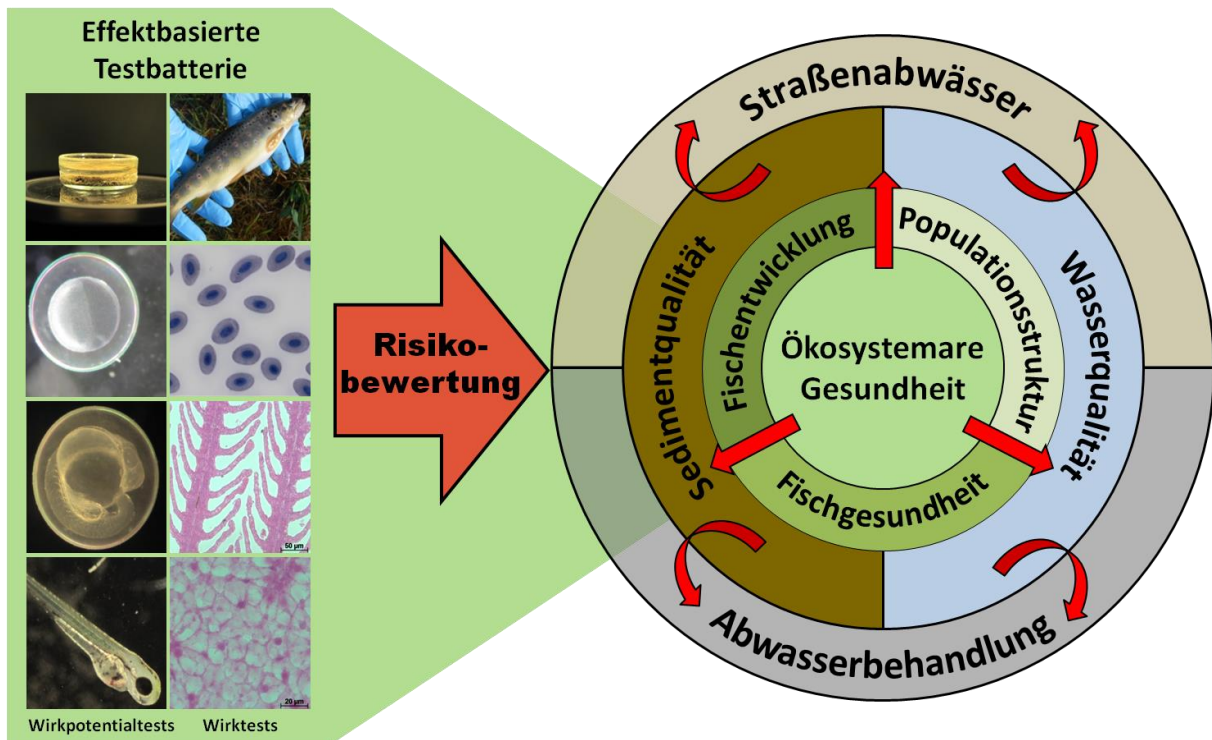 Effektbasierte
Testbatterie
50 µm
20 µm
Wirkpotentialtests
Wirktests
Risiko-
bewertung
Straßenabwässer
Sedimentqualität
Fischentwicklung
Populationsstruktur
Wasserqualität
Ökosystemare
Gesundheit
Fischgesundheit
Abwasserbehandlung